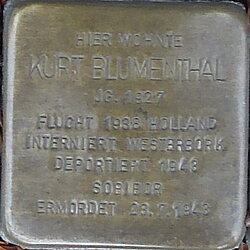 HIER WOHNTE
KURT BLUMENTHAL
JG. 1927
FLUCHT 1938 HOLLAND
INTERNIERT WESTERBORK
DEPORTIERT 1943
SOBIBOR
ERMORDET 23.7.1943